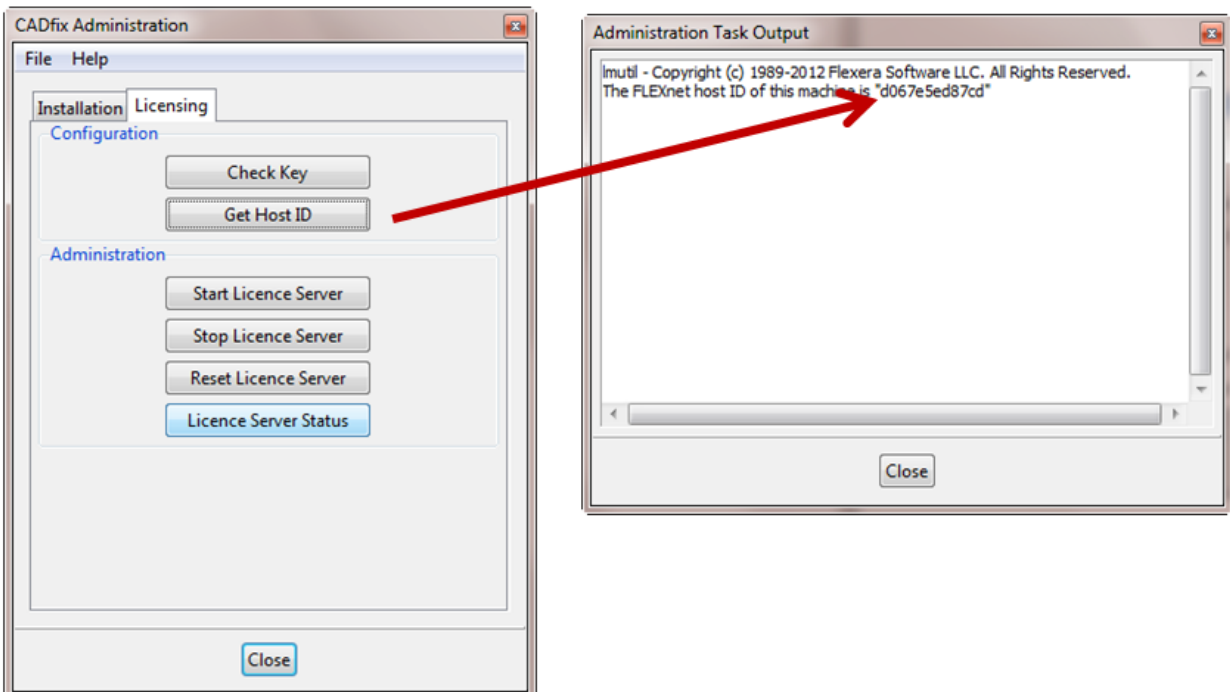 CADfix Administration
File Help
Installation Licensing
Configuration
Check Key
Get Host ID
Administration
Start Licence Server
Stop Licence Server
Reset Licence Server
Licence Server Status
Close
Administration Task Output
lmutil - Copyright (c) 1989-2012 Flexera Software LLC. All Rights Reserved.
The FLEXnet host ID of this machine is "d067e5ed87cd"
Close